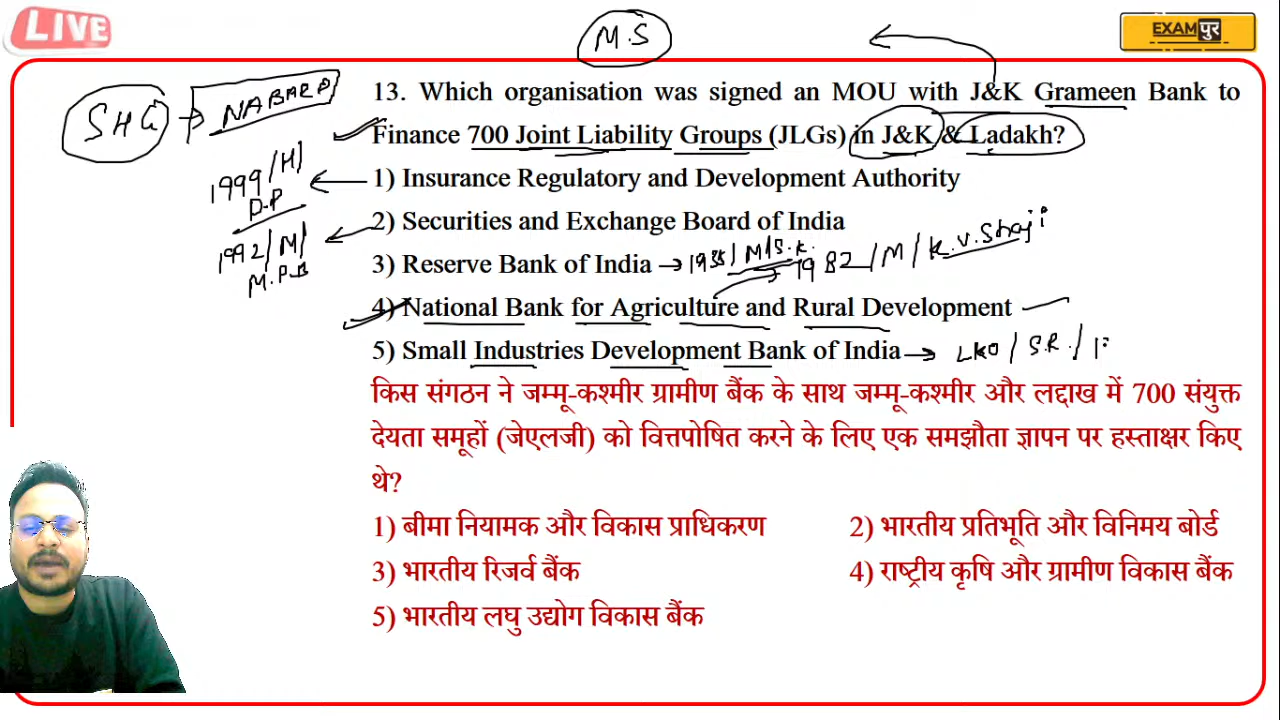 LIVE
M.S
EXAMपुर
SHG → NABARD
13. Which organisation was signed an MOU with J&K Grameen Bank to
Finance 700 Joint Liability Groups (JLGs) in J&K & Ladakh?
1999/H/
D.P
1) Insurance Regulatory and Development Authority
1992/M/
M.P.B
2) Securities and Exchange Board of India
3) Reserve Bank of India → 1935/M/S.K.
1982/M/K.V.Shaji
4) National Bank for Agriculture and Rural Development
5) Small Industries Development Bank of India → LKO/S.R./
किस संगठन ने जम्मू-कश्मीर ग्रामीण बैंक के साथ जम्मू-कश्मीर और लद्दाख में 700 संयुक्त
देयता समूहों (जेएलजी) को वित्तपोषित करने के लिए एक समझौता ज्ञापन पर हस्ताक्षर किए
थे?
1) बीमा नियामक और विकास प्राधिकरण
2) भारतीय प्रतिभूति और विनिमय बोर्ड
3) भारतीय रिजर्व बैंक
4) राष्ट्रीय कृषि और ग्रामीण विकास बैंक
5) भारतीय लघु उद्योग विकास बैंक